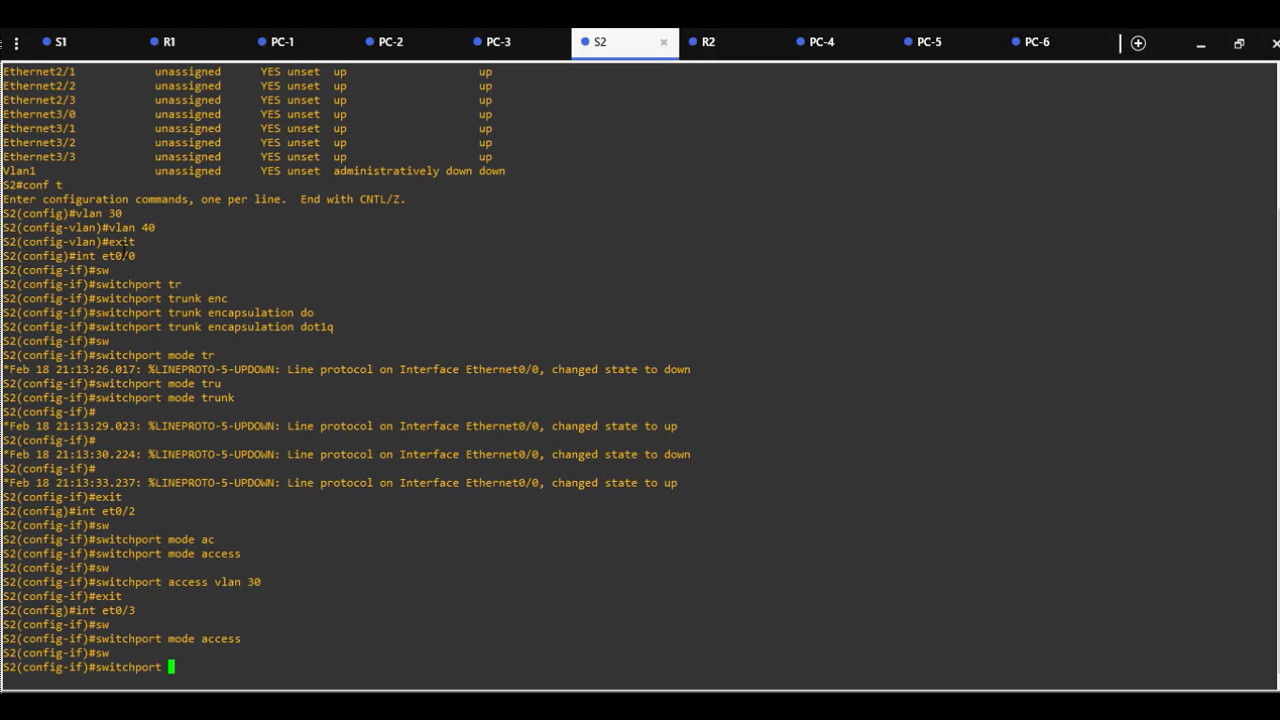 S1 R1 PC-1 PC-2 PC-3 S2 × R2 PC-4 PC-5 PC-6
Ethernet2/1 unassigned YES unset up up
Ethernet2/2 unassigned YES unset up up
Ethernet2/3 unassigned YES unset up up
Ethernet3/0 unassigned YES unset up up
Ethernet3/1 unassigned YES unset up up
Ethernet3/2 unassigned YES unset up up
Ethernet3/3 unassigned YES unset up up
Vlan1 unassigned YES unset administratively down down
S2#conf t
Enter configuration commands, one per line. End with CNTL/Z.
S2(config)#vlan 30
S2(config-vlan)#vlan 40
S2(config-vlan)#exit
S2(config)#int et0/0
S2(config-if)#sw
S2(config-if)#switchport tr
S2(config-if)#switchport trunk enc
S2(config-if)#switchport trunk encapsulation do
S2(config-if)#switchport trunk encapsulation dot1q
S2(config-if)#sw
S2(config-if)#switchport mode tr
*Feb 18 21:13:26.017: %LINEPROTO-5-UPDOWN: Line protocol on Interface Ethernet0/0, changed state to down
S2(config-if)#switchport mode tru
S2(config-if)#switchport mode trunk
S2(config-if)#
*Feb 18 21:13:29.023: %LINEPROTO-5-UPDOWN: Line protocol on Interface Ethernet0/0, changed state to up
S2(config-if)#
*Feb 18 21:13:30.224: %LINEPROTO-5-UPDOWN: Line protocol on Interface Ethernet0/0, changed state to down
S2(config-if)#
*Feb 18 21:13:33.237: %LINEPROTO-5-UPDOWN: Line protocol on Interface Ethernet0/0, changed state to up
S2(config-if)#exit
S2(config)#int et0/2
S2(config-if)#sw
S2(config-if)#switchport mode ac
S2(config-if)#switchport mode access
S2(config-if)#sw
S2(config-if)#switchport access vlan 30
S2(config-if)#exit
S2(config)#int et0/3
S2(config-if)#sw
S2(config-if)#switchport mode access
S2(config-if)#sw
S2(config-if)#switchport